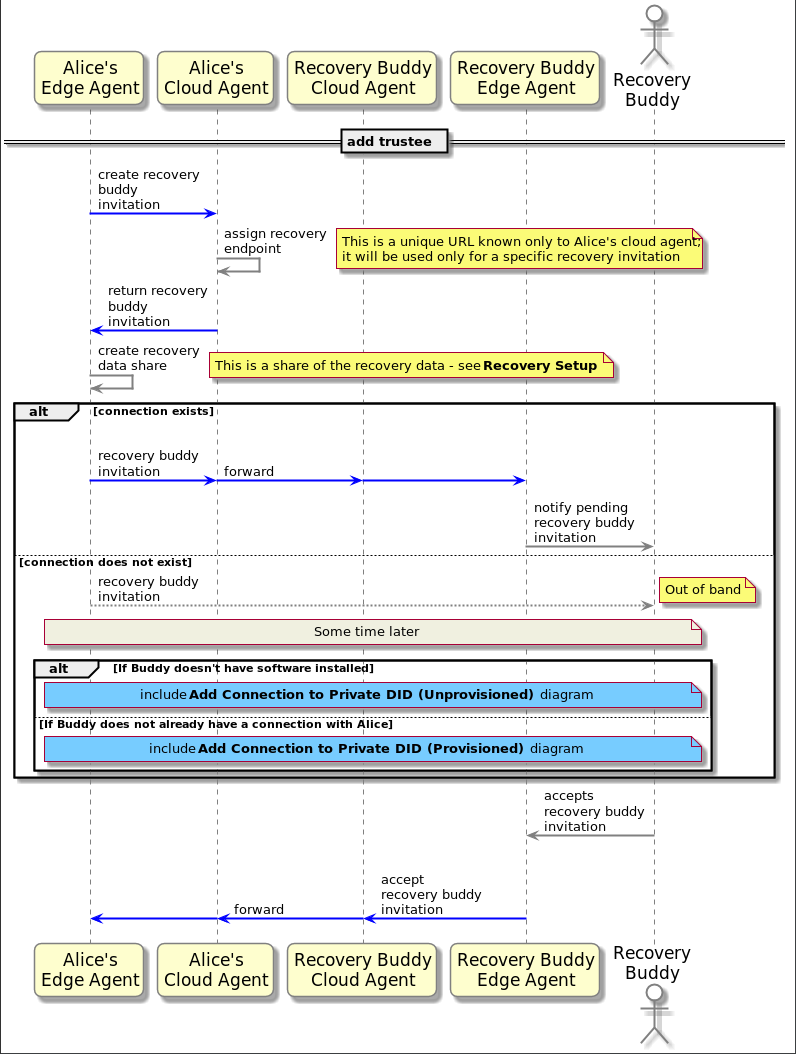 Alice's
Edge Agent
Alice's
Cloud Agent
Recovery Buddy
Cloud Agent
Recovery Buddy
Edge Agent
Recovery
Buddy
add trustee
create recovery
buddy
invitation
assign recovery
endpoint
This is a unique URL known only to Alice's cloud agent;
it will be used only for a specific recovery invitation
return recovery
buddy
invitation
create recovery
data share
This is a share of the recovery data - see Recovery Setup
alt [connection exists]
recovery buddy
invitation
forward
notify pending
recovery buddy
invitation
[connection does not exist]
recovery buddy
invitation
Out of band
Some time later
alt [If Buddy doesn't have software installed]
include Add Connection to Private DID (Unprovisioned) diagram
[If Buddy does not already have a connection with Alice]
include Add Connection to Private DID (Provisioned) diagram
accepts
recovery buddy
invitation
accept
recovery buddy
invitation
forward
Alice's
Edge Agent
Alice's
Cloud Agent
Recovery Buddy
Cloud Agent
Recovery Buddy
Edge Agent
Recovery
Buddy